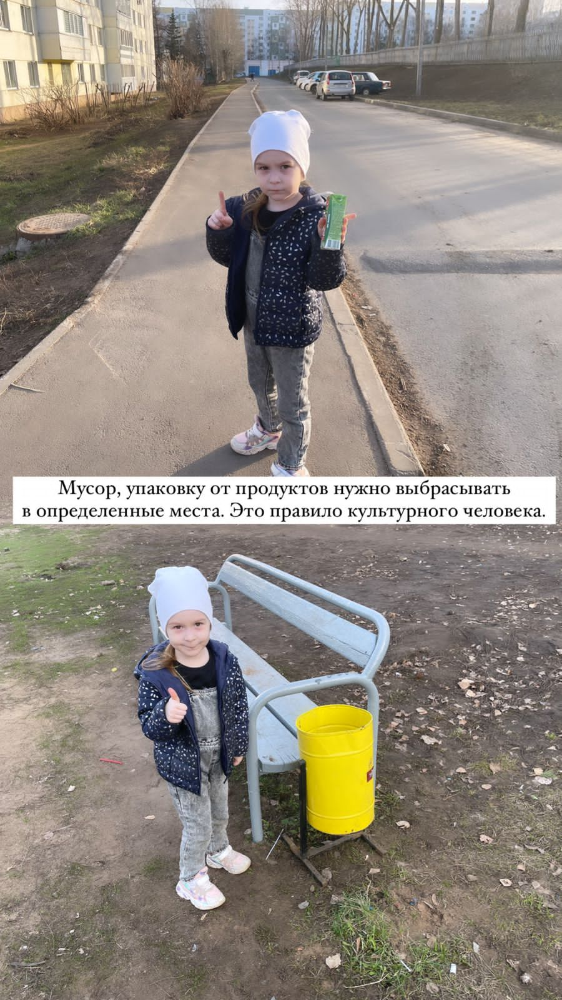 Мусор, упаковку от продуктов нужно выбрасывать
в определенные места. Это правило культурного человека.